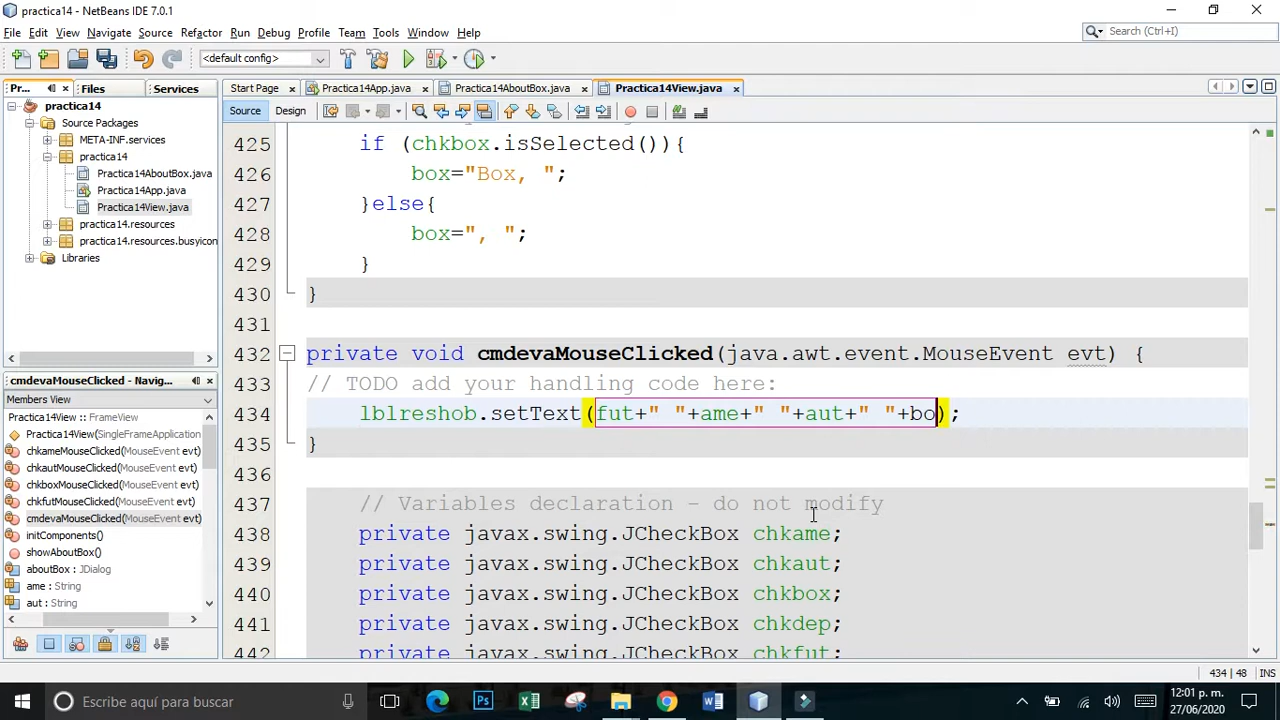 practica14 - NetBeans IDE 7.0.1
File Edit View Navigate Source Refactor Run Debug Profile Team Tools Window Help
Search (Ctrl+I)
<default config>
Pr... Files Services
Start Page Practica14App.java Practica14AboutBox.java Practica14View.java
Source Design
practica14
Source Packages
META-INF.services
practica14
Practica14AboutBox.java
Practica14App.java
Practica14View.java
practica14.resources
practica14.resources.busyicon
Libraries
cmdevaMouseClicked - Navig...
Members View
Practica14View :: FrameView
Practica14View(SingleFrameApplication
chkameMouseClicked(MouseEvent evt)
chkautMouseClicked(MouseEvent evt)
chkboxMouseClicked(MouseEvent evt)
chkfutMouseClicked(MouseEvent evt)
cmdevaMouseClicked(MouseEvent evt)
initComponents()
showAboutBox()
aboutBox : JDialog
ame : String
aut : String
425 if (chkbox.isSelected()){
426 box="Box, ";
427 }else{
428 box=", ";
429 }
430 }
431
432 private void cmdevaMouseClicked(java.awt.event.MouseEvent evt) {
433 // TODO add your handling code here:
434 lblreshob.setText(fut+" "+ame+" "+aut+" "+bo);
435 }
436
437 // Variables declaration - do not modify
438 private javax.swing.JCheckBox chkame;
439 private javax.swing.JCheckBox chkaut;
440 private javax.swing.JCheckBox chkbox;
441 private javax.swing.JCheckBox chkdep;
442 private javax.swing.JCheckBox chkfut;
434 | 48 INS
Escribe aquí para buscar
12:01 p. m.
27/06/2020